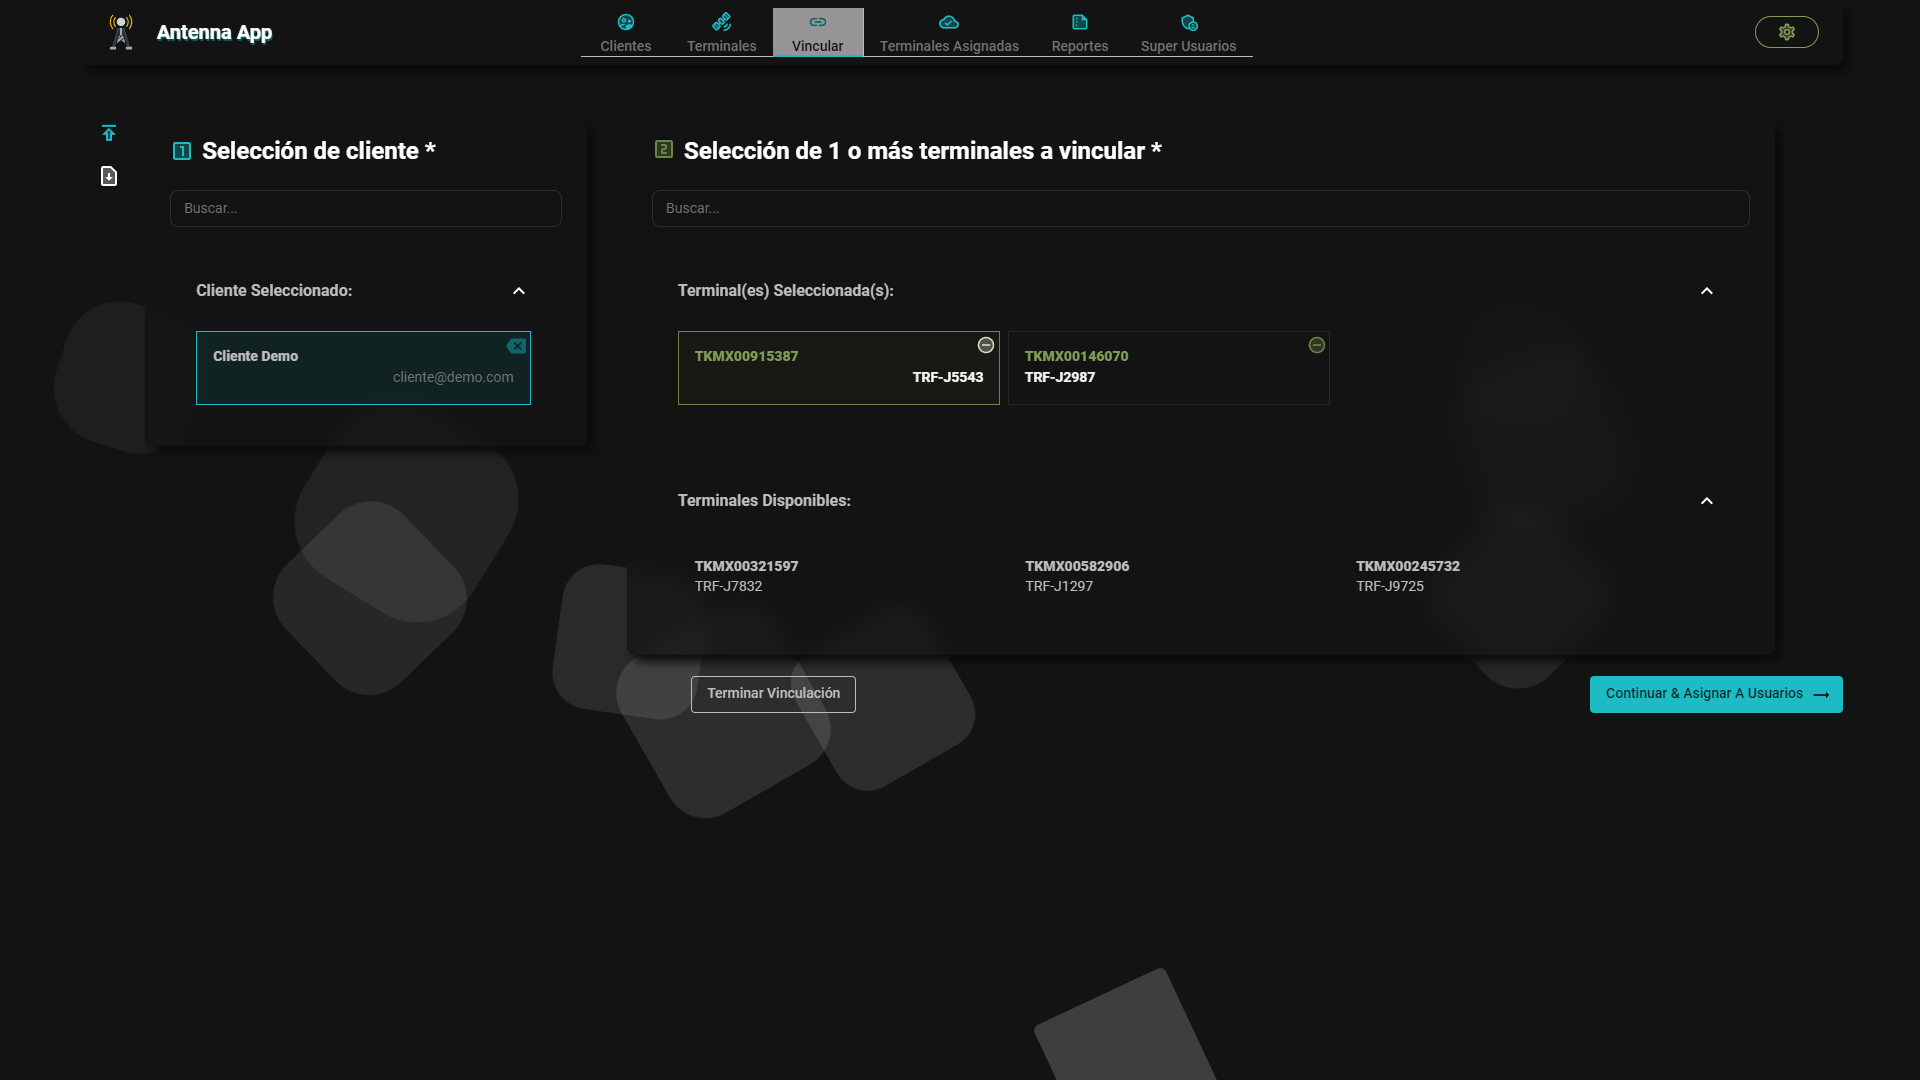 Antenna App
Clientes
Terminales
Vincular
Terminales Asignadas
Reportes
Super Usuarios
1 Selección de cliente *
Buscar...
Cliente Seleccionado:
Cliente Demo
cliente@demo.com
2 Selección de 1 o más terminales a vincular *
Buscar...
Terminal(es) Seleccionada(s):
TKMX00915387
TRF-J5543
TKMX00146070
TRF-J2987
Terminales Disponibles:
TKMX00321597
TRF-J7832
TKMX00582906
TRF-J1297
TKMX00245732
TRF-J9725
Terminar Vinculación
Continuar & Asignar A Usuarios